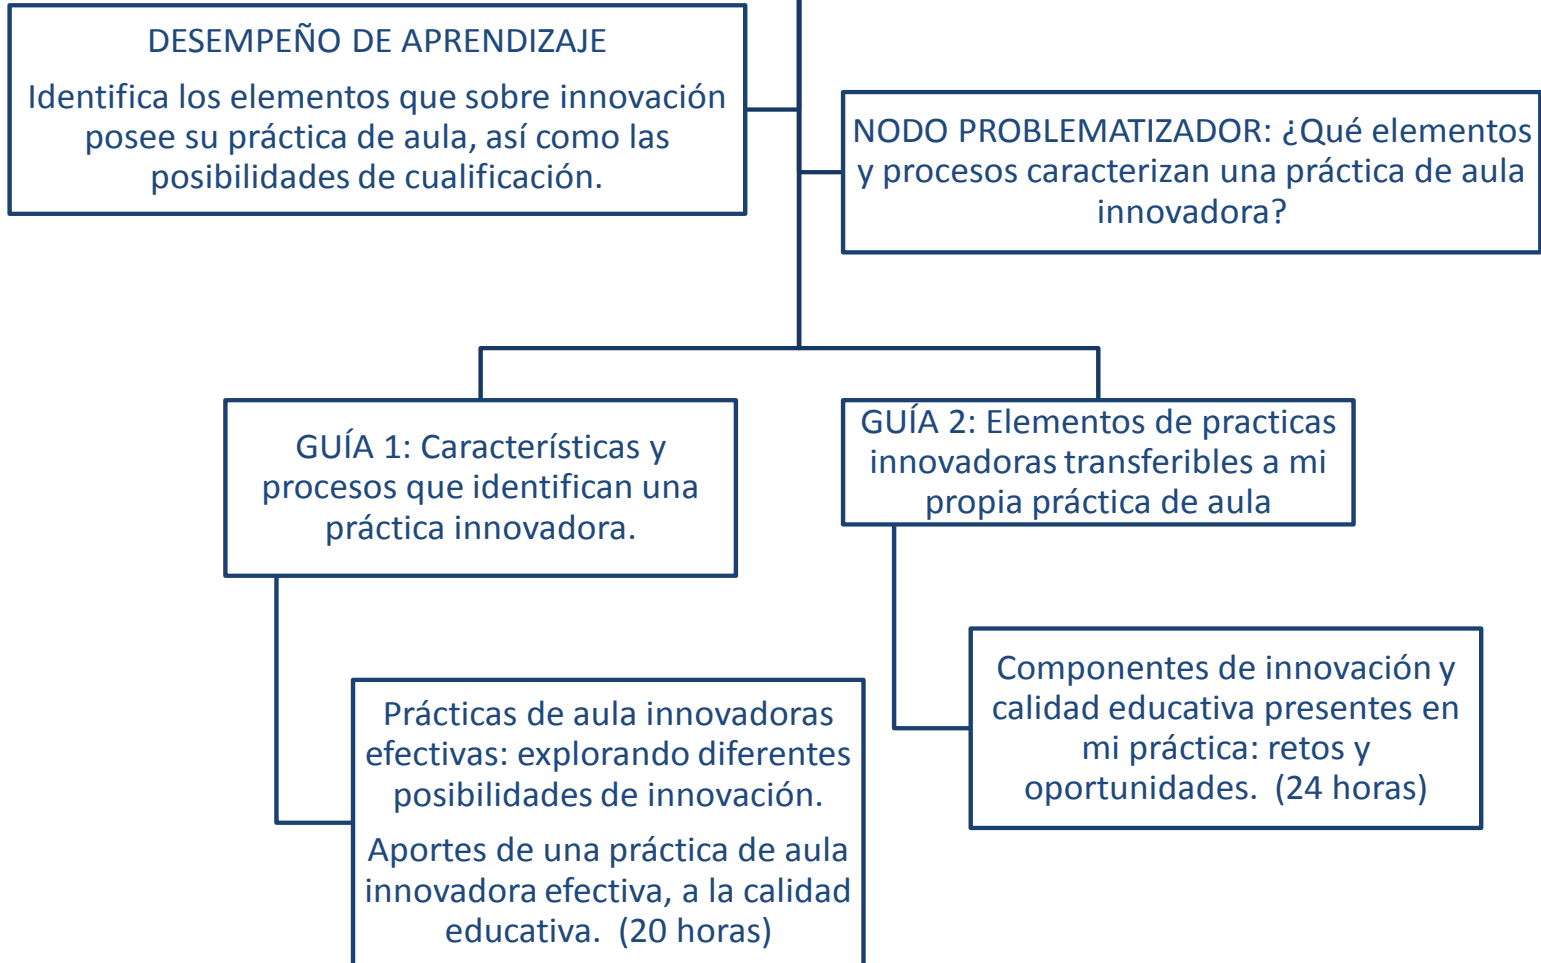 DESEMPEÑO DE APRENDIZAJE
Identifica los elementos que sobre innovación
posee su práctica de aula, así como las
posibilidades de cualificación.
NODO PROBLEMATIZADOR: ¿Qué elementos
y procesos caracterizan una práctica de aula
innovadora?
GUÍA 1: Características y
procesos que identifican una
práctica innovadora.
GUÍA 2: Elementos de practicas
innovadoras transferibles a mi
propia práctica de aula
Prácticas de aula innovadoras
efectivas: explorando diferentes
posibilidades de innovación.
Aportes de una práctica de aula
innovadora efectiva, a la calidad
educativa. (20 horas)
Componentes de innovación y
calidad educativa presentes en
mi práctica: retos y
oportunidades. (24 horas)